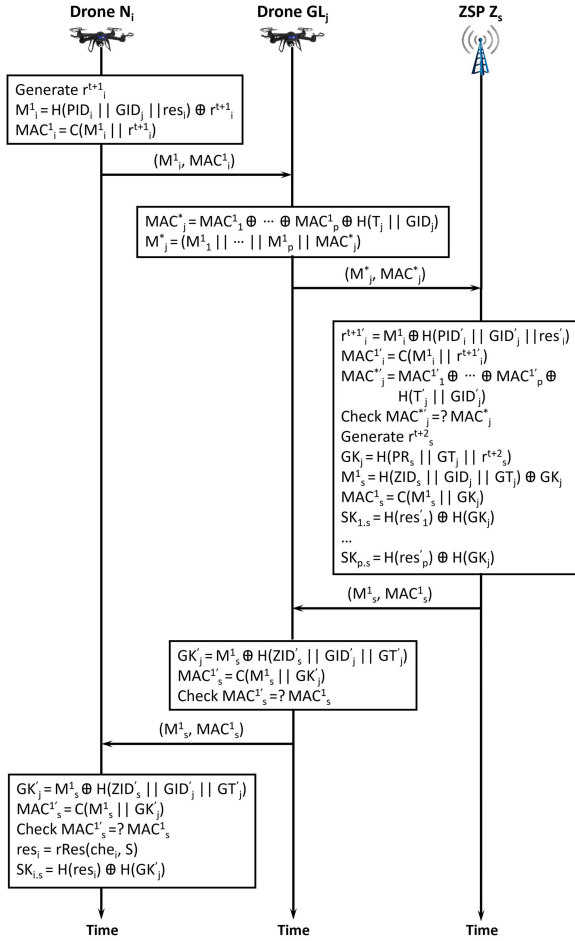 Drone Nᵢ
Drone GLⱼ
ZSP Zₛ
Generate r^{t+1}_i
M^1_i = H(PID_i || GID_j || res_i) ⊕ r^{t+1}_i
MAC^1_i = C(M^1_i || r^{t+1}_i)
(M^1_i, MAC^1_i)
MAC^*_j = MAC^1_1 ⊕ ··· ⊕ MAC^1_p ⊕ H(T_j || GID_j)
M^*_j = (M^1_1 || ··· || M^1_p || MAC^*_j)
(M^*_j, MAC^*_j)
r^{t+1'}_i = M^1_i ⊕ H(PID'_i || GID'_j || res'_i)
MAC^{1'}_i = C(M^1_i || r^{t+1'}_i)
MAC^{*'}_j = MAC^{1'}_1 ⊕ ··· ⊕ MAC^{1'}_p ⊕
H(T'_j || GID'_j)
Check MAC^{*'}_j =? MAC^*_j
Generate r^{t+2}_s
GK_j = H(PR_s || GT_j || r^{t+2}_s)
M^1_s = H(ZID_s || GID_j || GT_j) ⊕ GK_j
MAC^1_s = C(M^1_s || GK_j)
SK_{1.s} = H(res'_1) ⊕ H(GK_j)
...
SK_{p.s} = H(res'_p) ⊕ H(GK_j)
(M^1_s, MAC^1_s)
GK'_j = M^1_s ⊕ H(ZID'_s || GID'_j || GT'_j)
MAC^{1'}_s = C(M^1_s || GK'_j)
Check MAC^{1'}_s =? MAC^1_s
(M^1_s, MAC^1_s)
GK'_j = M^1_s ⊕ H(ZID'_s || GID'_j || GT'_j)
MAC^{1'}_s = C(M^1_s || GK'_j)
Check MAC^{1'}_s =? MAC^1_s
res_i = rRes(che_i, S)
SK_{i.s} = H(res_i) ⊕ H(GK'_j)
Time
Time
Time